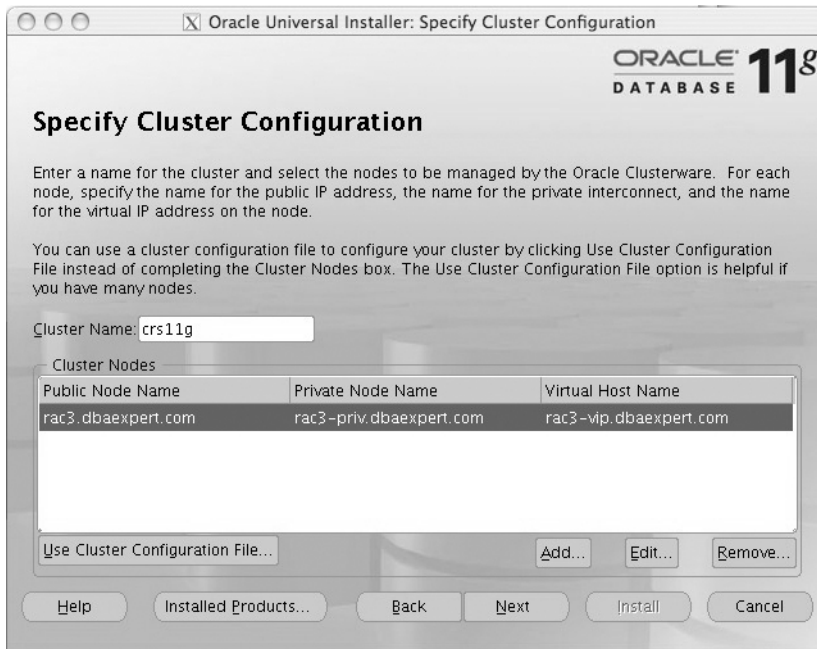 Oracle Universal Installer: Specify Cluster Configuration
ORACLE 11g
DATABASE
Specify Cluster Configuration
Enter a name for the cluster and select the nodes to be managed by the Oracle Clusterware. For each
node, specify the name for the public IP address, the name for the private interconnect, and the name
for the virtual IP address on the node.
You can use a cluster configuration file to configure your cluster by clicking Use Cluster Configuration
File instead of completing the Cluster Nodes box. The Use Cluster Configuration File option is helpful if
you have many nodes.
Cluster Name: crs11g
Cluster Nodes
Public Node Name Private Node Name Virtual Host Name
rac3.dbaexpert.com rac3-priv.dbaexpert.com rac3-vip.dbaexpert.com
Use Cluster Configuration File... Add... Edit... Remove...
Help Installed Products... Back Next Install Cancel